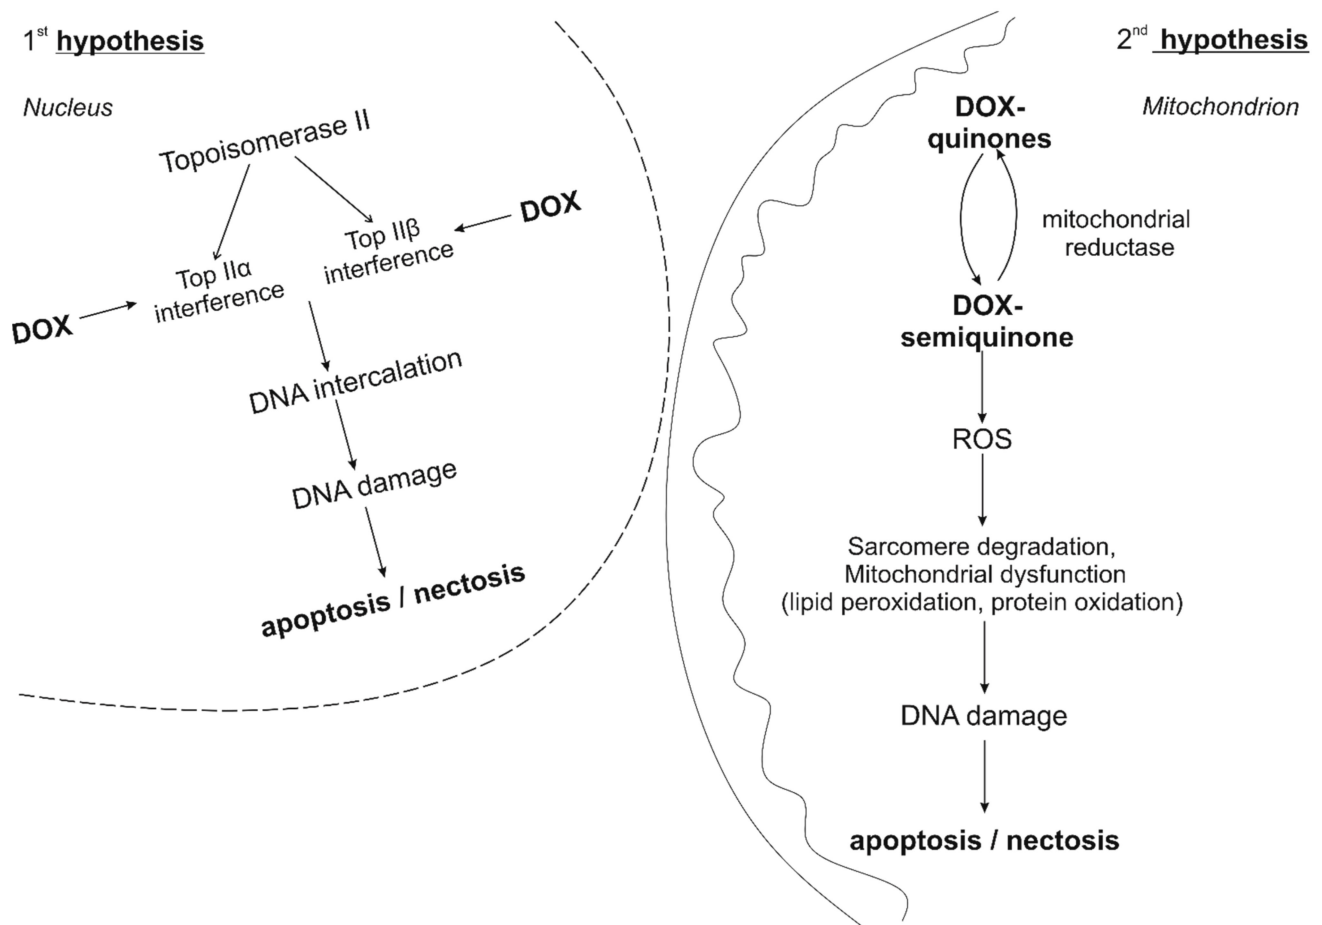 1st hypothesis
Nucleus
Topoisomerase II
DOX
Top IIβ
interference
Top IIα
interference
DOX
DNA intercalation
DNA damage
apoptosis / nectosis
2nd hypothesis
Mitochondrion
DOX-
quinones
mitochondrial
reductase
DOX-
semiquinone
ROS
Sarcomere degradation,
Mitochondrial dysfunction
(lipid peroxidation, protein oxidation)
DNA damage
apoptosis / nectosis